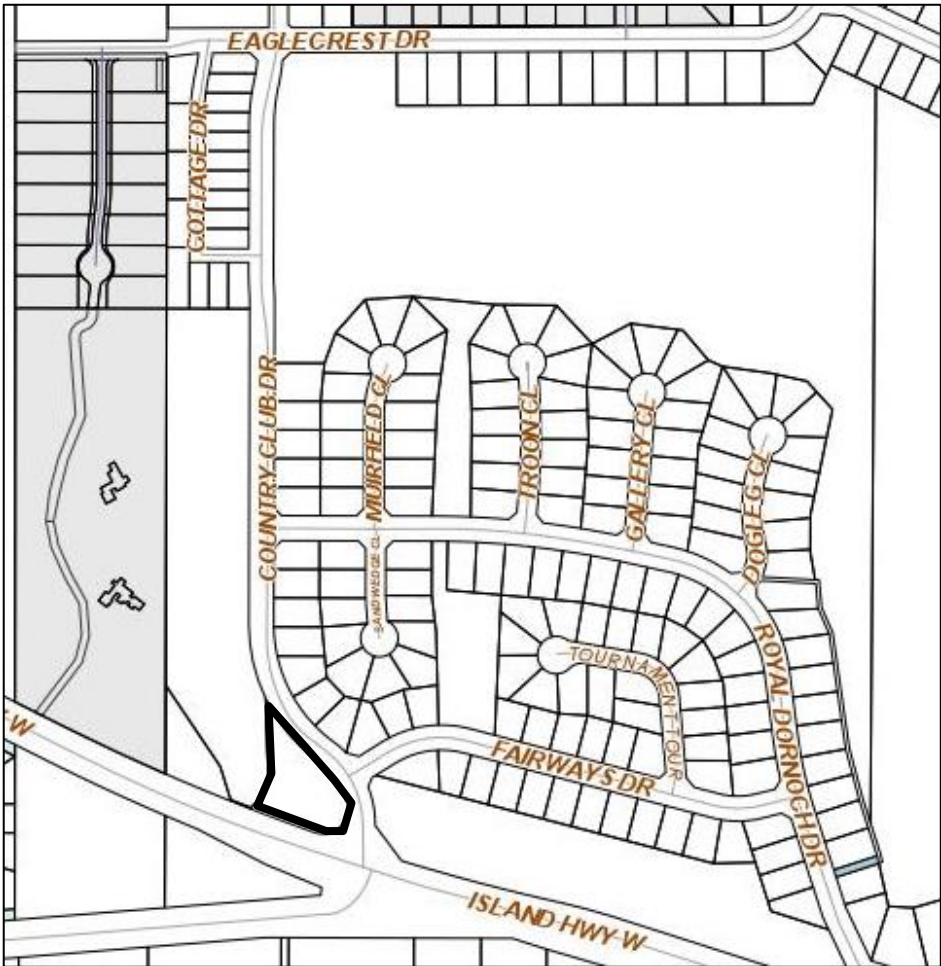 EAGLECREST DR
COTTAGE DR
COUNTRY CLUB DR
MUIRFIELD CL
TROON CL
GALLERY CL
DOGLEG CL
SANDWEDGE CL
TOURNAMENT TOUR
ROYAL DORNOCH DR
FAIRWAYS DR
W
ISLAND HWY W